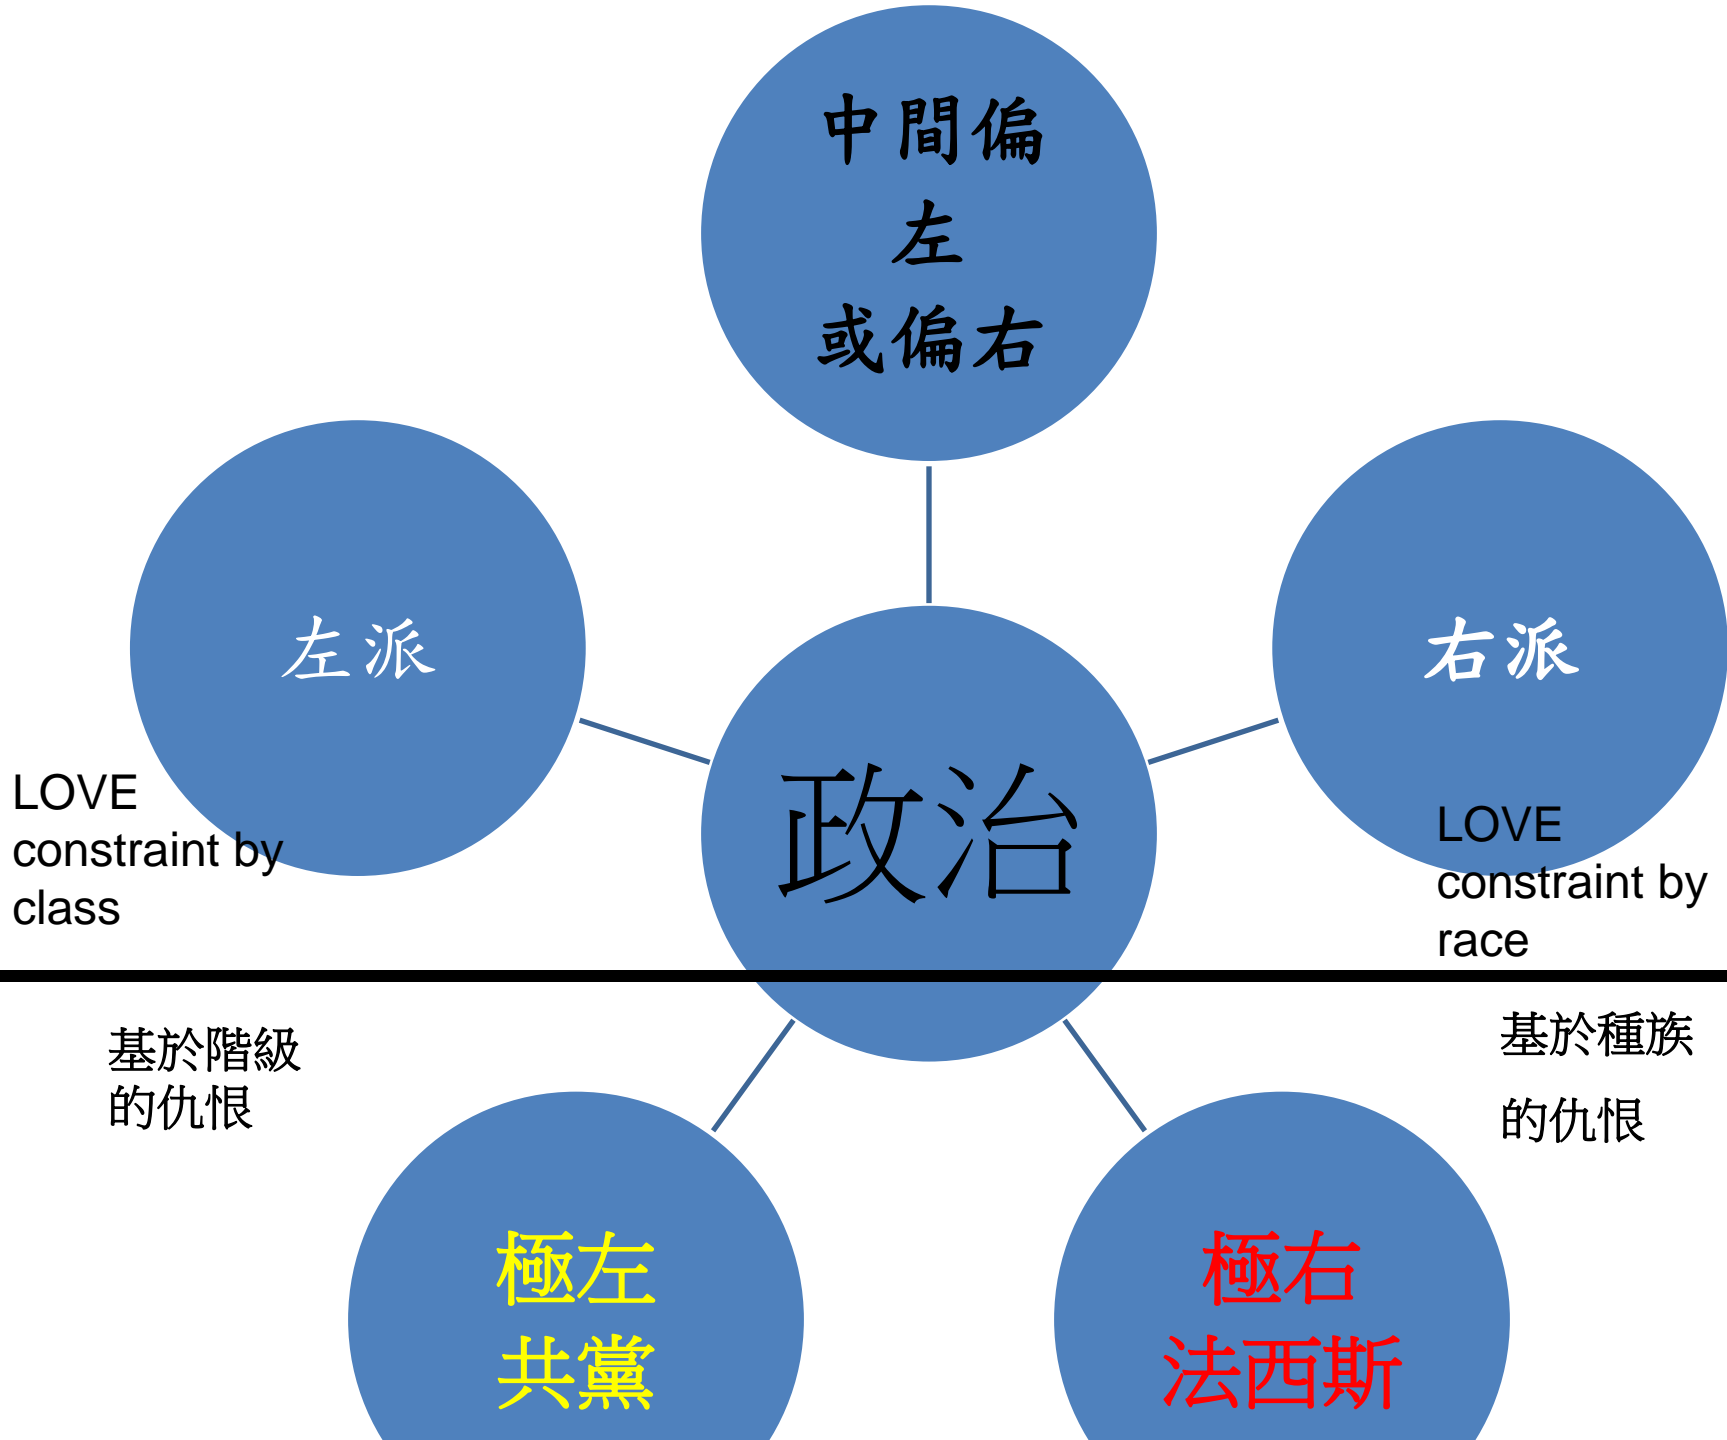 中間偏
左
或偏右
左派
右派
政治
LOVE
constraint by
class
LOVE
constraint by
race
基於階級
的仇恨
基於種族
的仇恨
極左
共黨
極右
法西斯